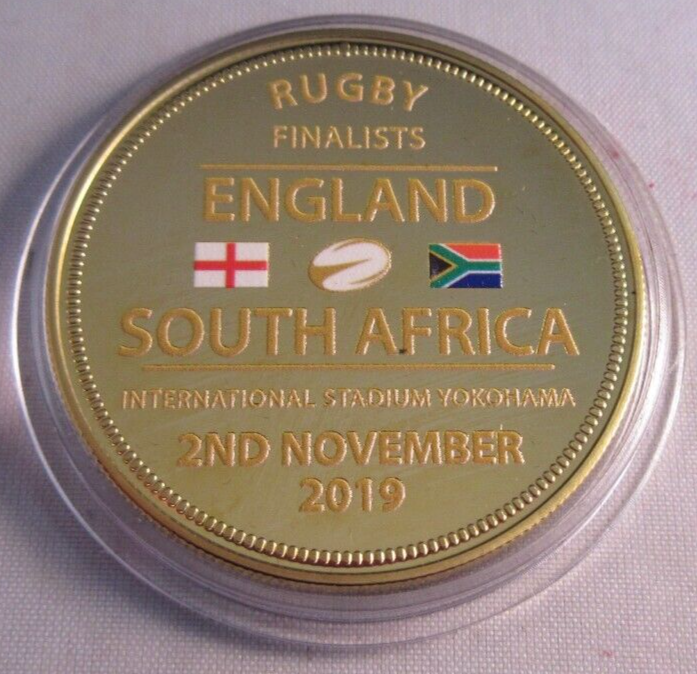 RUGBY
FINALISTS
ENGLAND
SOUTH AFRICA
INTERNATIONAL STADIUM YOKOHAMA
2ND NOVEMBER
2019